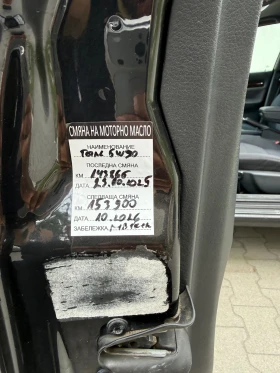 СМЯНА НА МОТОРНО МАСЛО
НАИМЕНОВАНИЕ
5W30
ПОСЛЕДНА СМЯНА
КМ
ДАТА 23.10.2025
СЛЕДВАЩА СМЯНА
КМ 153900
ДАТА 10.2026
ЗАБЕЛЕЖКА